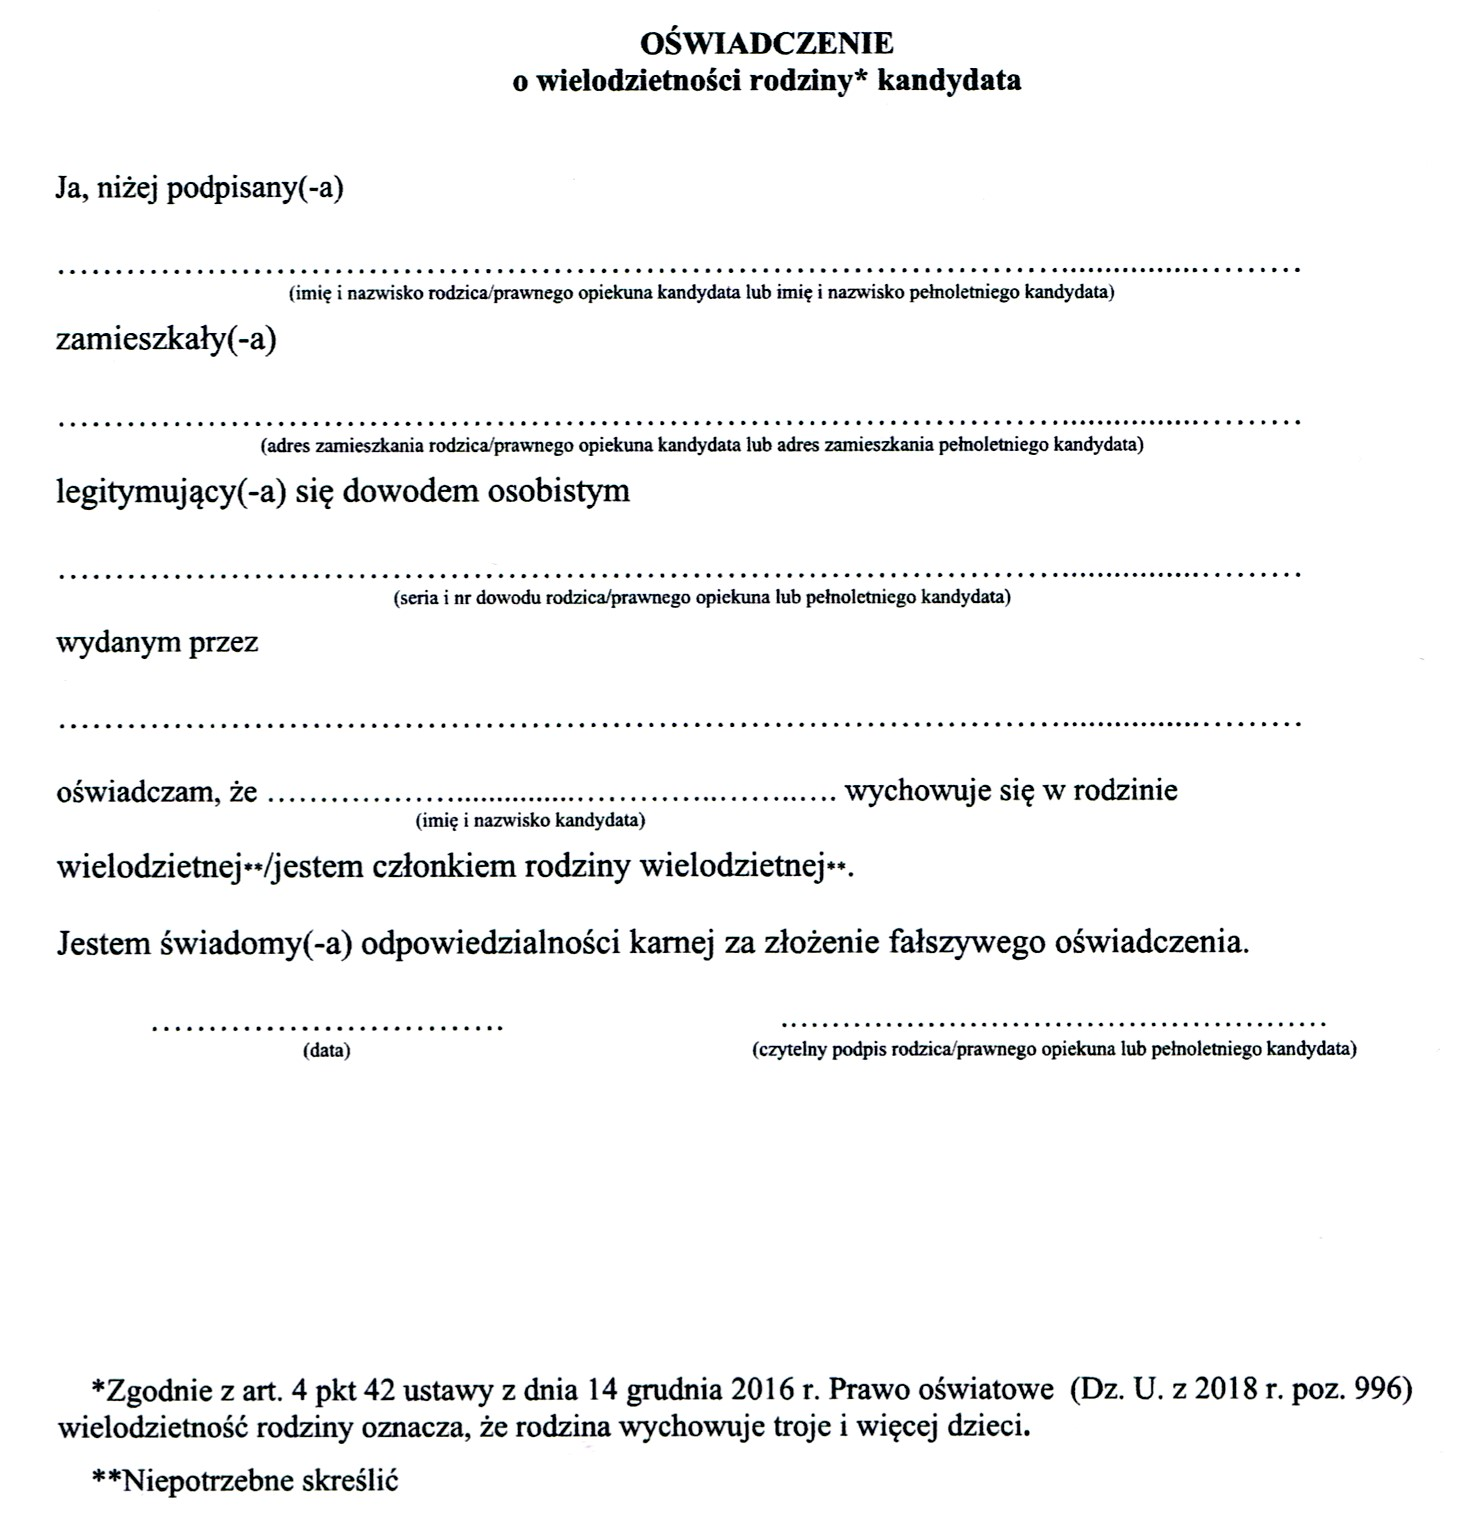 OŚWIADCZENIE
o wielodzietności rodziny* kandydata
Ja, niżej podpisany(-a)
........................................................................................................................
(imię i nazwisko rodzica/prawnego opiekuna kandydata lub imię i nazwisko pełnoletniego kandydata)
zamieszkały(-a)
........................................................................................................................
(adres zamieszkania rodzica/prawnego opiekuna kandydata lub adres zamieszkania pełnoletniego kandydata)
legitymujący(-a) się dowodem osobistym
........................................................................................................................
(seria i nr dowodu rodzica/prawnego opiekuna lub pełnoletniego kandydata)
wydanym przez
........................................................................................................................
oświadczam, że ............................................................ wychowuje się w rodzinie
(imię i nazwisko kandydata)
wielodzietnej**/jestem członkiem rodziny wielodzietnej**.
Jestem świadomy(-a) odpowiedzialności karnej za złożenie fałszywego oświadczenia.
............................... ................................................
(data) (czytelny podpis rodzica/prawnego opiekuna lub pełnoletniego kandydata)
*Zgodnie z art. 4 pkt 42 ustawy z dnia 14 grudnia 2016 r. Prawo oświatowe (Dz. U. z 2018 r. poz. 996)
wielodzietność rodziny oznacza, że rodzina wychowuje troje i więcej dzieci.
**Niepotrzebne skreślić